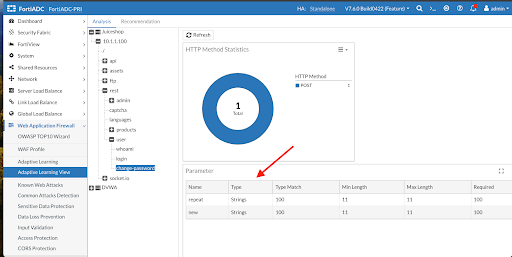 FortiADC FortiADC-PRI
HA: Standalone V7.6.0 Build0422 (Feature) admin
Dashboard
Security Fabric
FortiView
System
Shared Resources
Network
Server Load Balance
Link Load Balance
Global Load Balance
Web Application Firewall
OWASP TOP10 Wizard
WAF Profile
Adaptive Learning
Adaptive Learning View
Known Web Attacks
Common Attacks Detection
Sensitive Data Protection
Data Loss Prevention
Input Validation
Access Protection
CORS Protection
Analysis Recommendation
Juiceshop
10.1.1.100
/
api
assets
ftp
rest
admin
captcha
languages
products
user
whoami
login
change-password
socket.io
DVWA
Refresh
HTTP Method Statistics
1
Total
HTTP Method
POST 1
Parameter
Name Type Type Match Min Length Max Length Required
repeat Strings 100 11 11 100
new Strings 100 11 11 100